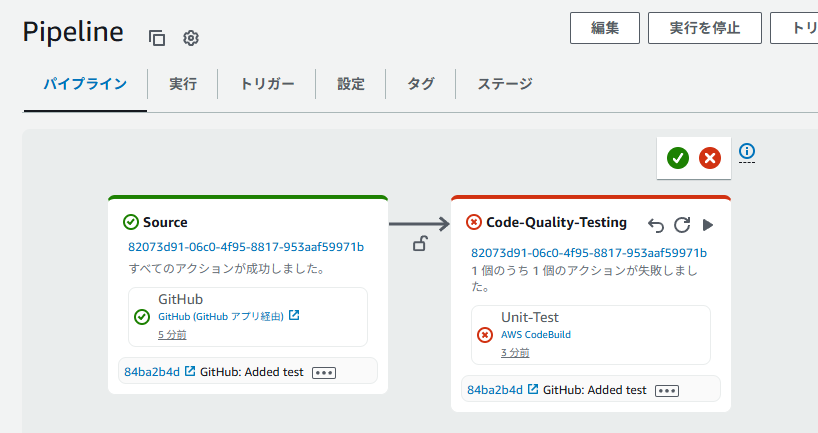 Pipeline
編集
実行を停止
トリ
パイプライン
実行
トリガー
設定
タグ
ステージ
Source
82073d91-06c0-4f95-8817-953aaf59971b
すべてのアクションが成功しました。
GitHub
GitHub (GitHub アプリ経由)
5 分前
84ba2b4d GitHub: Added test
Code-Quality-Testing
82073d91-06c0-4f95-8817-953aaf59971b
1 個のうち 1 個のアクションが失敗しまし
た。
Unit-Test
AWS CodeBuild
3 分前
84ba2b4d GitHub: Added test